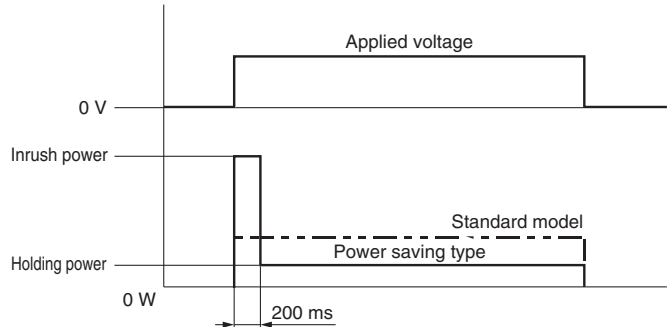 Applied voltage
0 V
Inrush power
Standard model
Power saving type
Holding power
0 W
200 ms